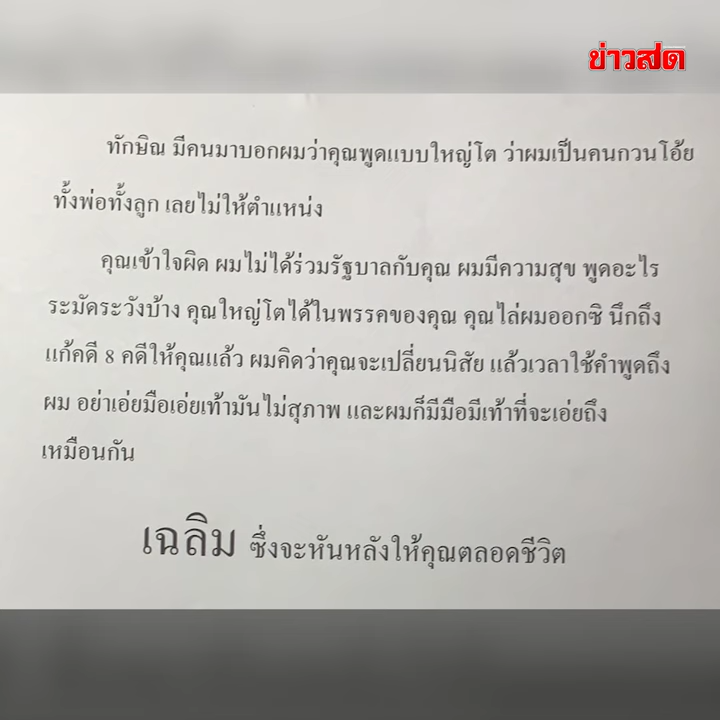 ข่าวสด
ทักษิณ มีคนมาบอกผมว่าคุณพูดแบบใหญ่โต ว่าผมเป็นคนกวนโอ้ย
ทั้งพ่อทั้งลูก เลยไม่ให้ตำแหน่ง
คุณเข้าใจผิด ผมไม่ได้ร่วมรัฐบาลกับคุณ ผมมีความสุข พูดอะไร
ระมัดระวังบ้าง คุณใหญ่โตได้ในพรรคของคุณ คุณไล่ผมออกซิ นึกถึง
แก้คดี 8 คดีให้คุณแล้ว ผมคิดว่าคุณจะเปลี่ยนนิสัย แล้วเวลาใช้คำพูดถึง
ผม อย่าเอ่ยมือเอ่ยเท้ามันไม่สุภาพ และผมก็มีมือมีเท้าที่จะเอ่ยถึง
เหมือนกัน
เฉลิม ซึ่งจะหันหลังให้คุณตลอดชีวิต